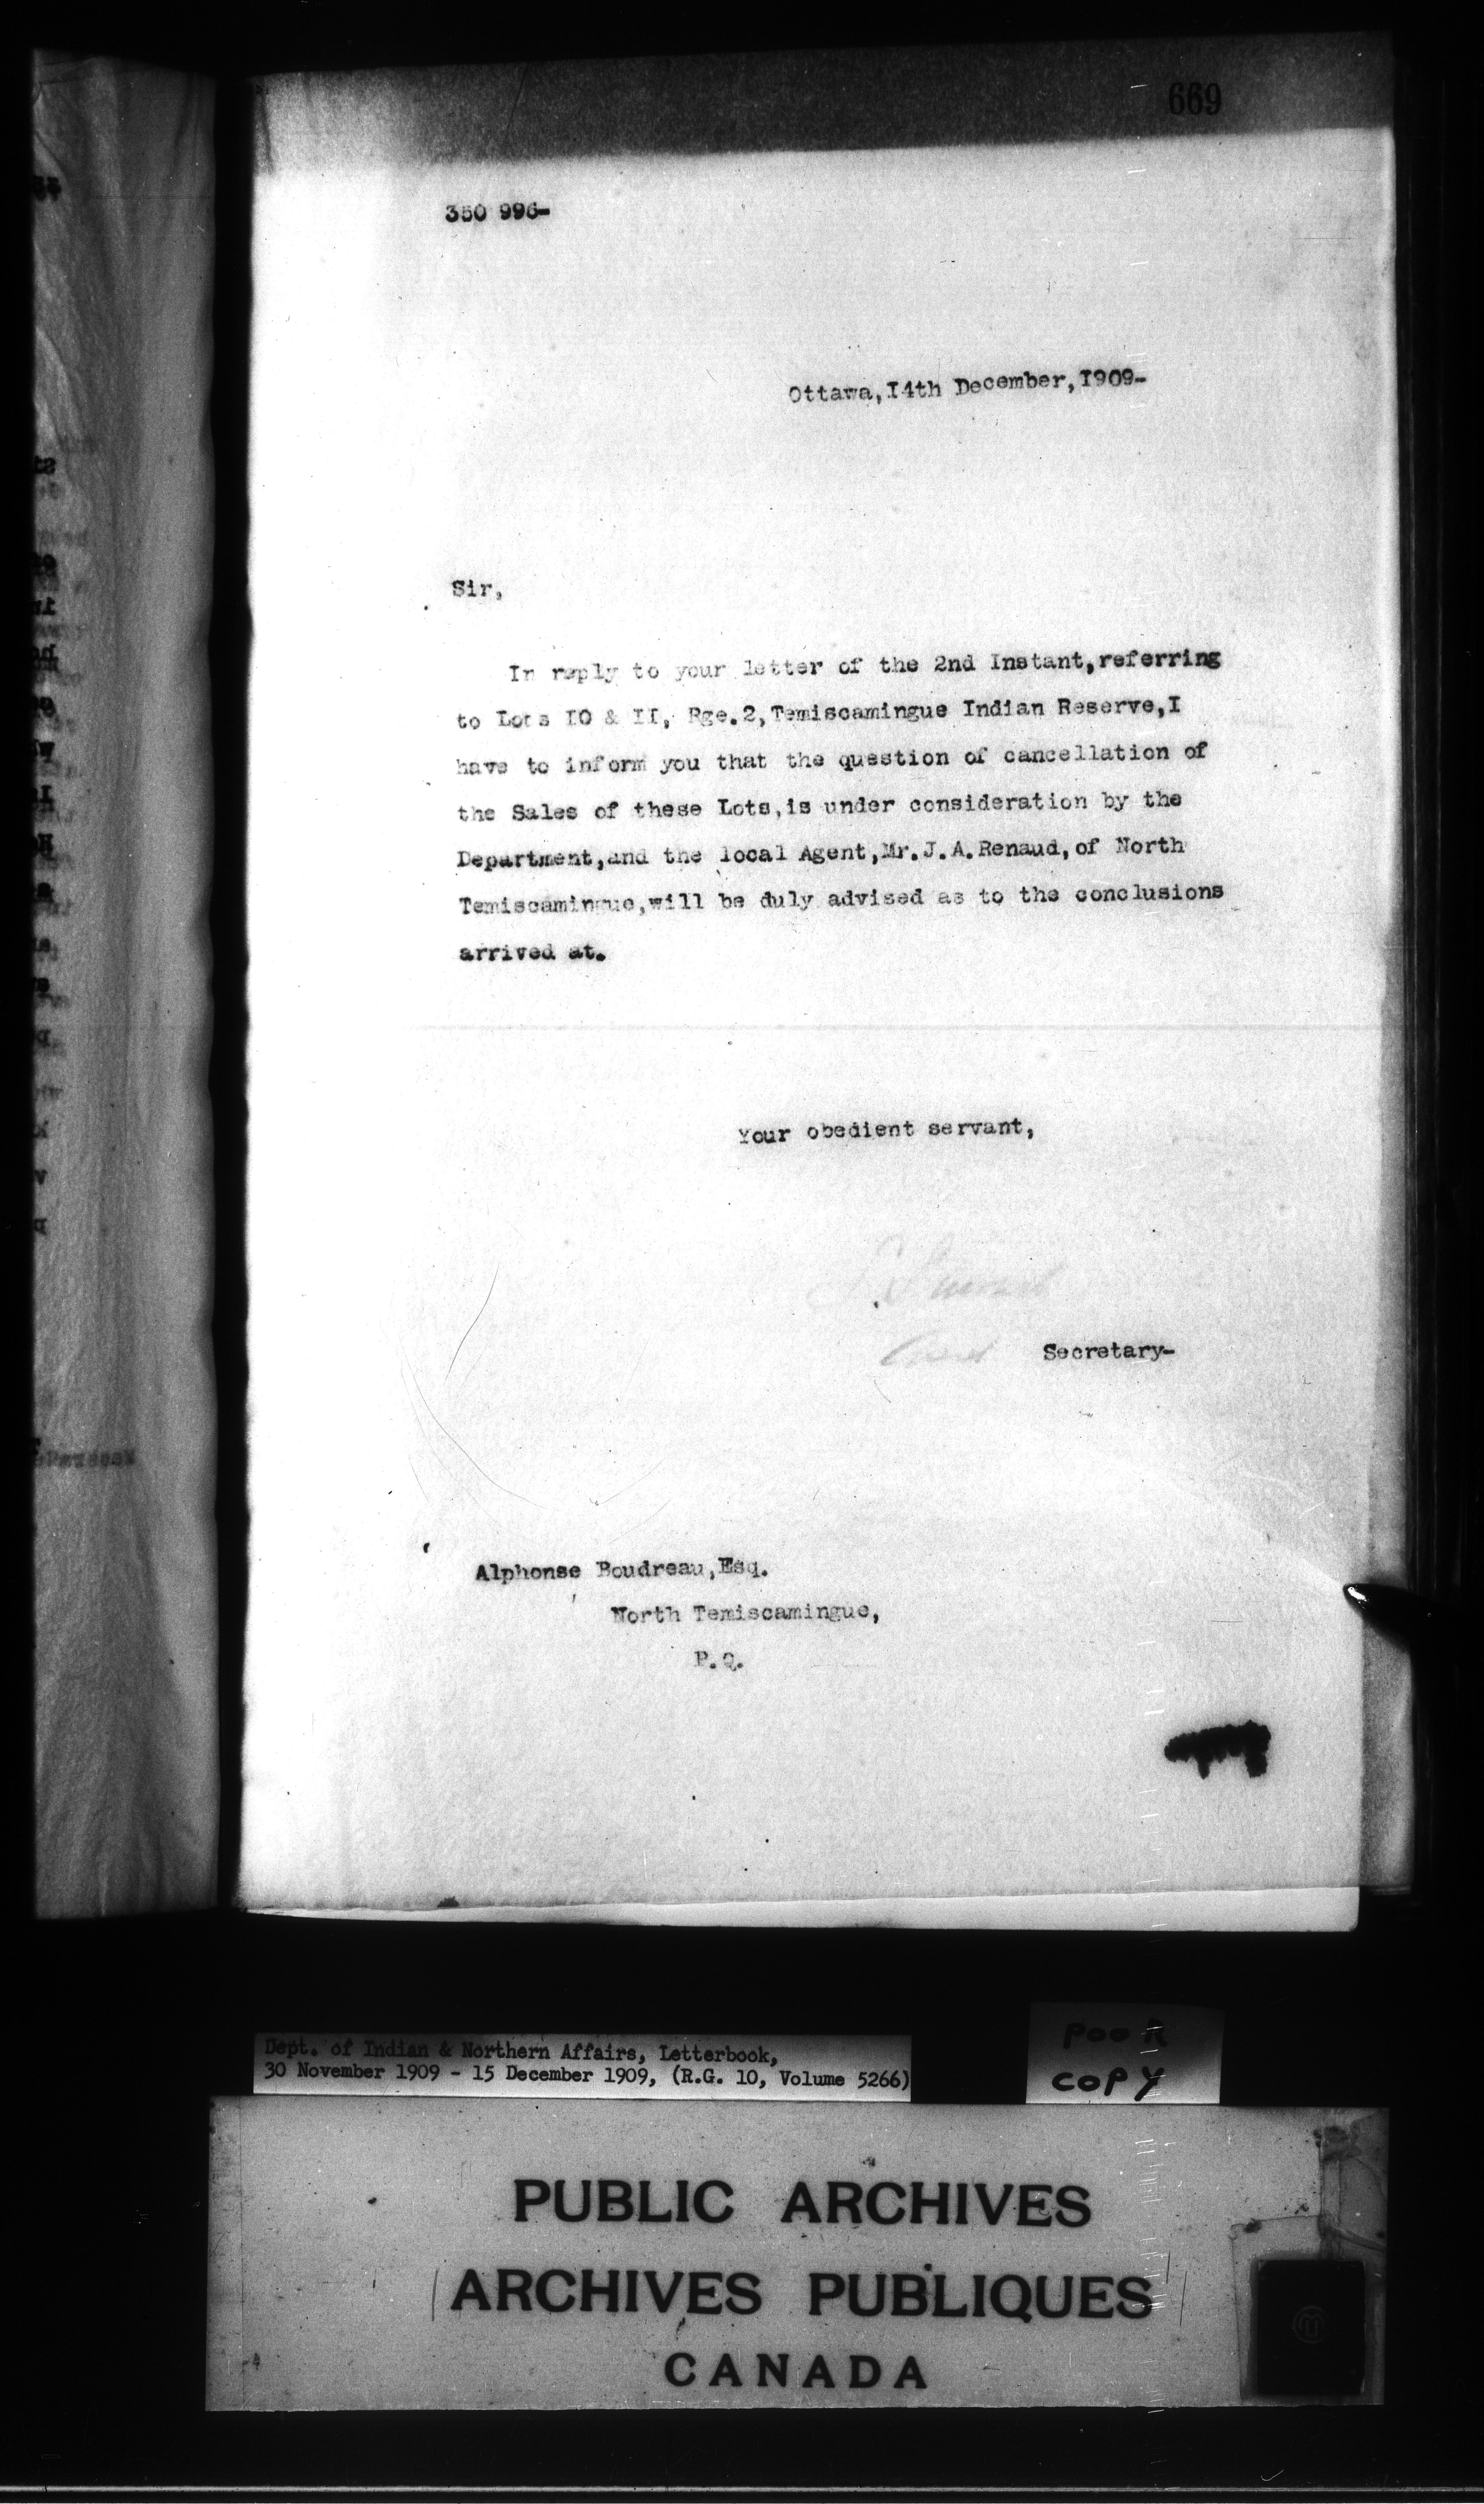 669
350 996-
Ottawa,I4th December,I909-
Sir,
In reply to your letter of the 2nd Instant,referring
to Lots IO & II, Rge.2,Temiscamingue Indian Reserve,I
have to inform you that the question of cancellation of
the Sales of these Lots,is under consideration by the
Department,and the local Agent,Mr.J.A.Renaud,of North
Temiscamingue,will be duly advised as to the conclusions
arrived at.
Your obedient servant,
Secretary-
Alphonse Boudreau,Esq.
North Temiscamingue,
P.Q.
Dept. of Indian & Northern Affairs, Letterbook,
30 November 1909 - 15 December 1909, (R.G. 10, Volume 5266)
POOR
COPY
PUBLIC ARCHIVES
ARCHIVES PUBLIQUES
CANADA